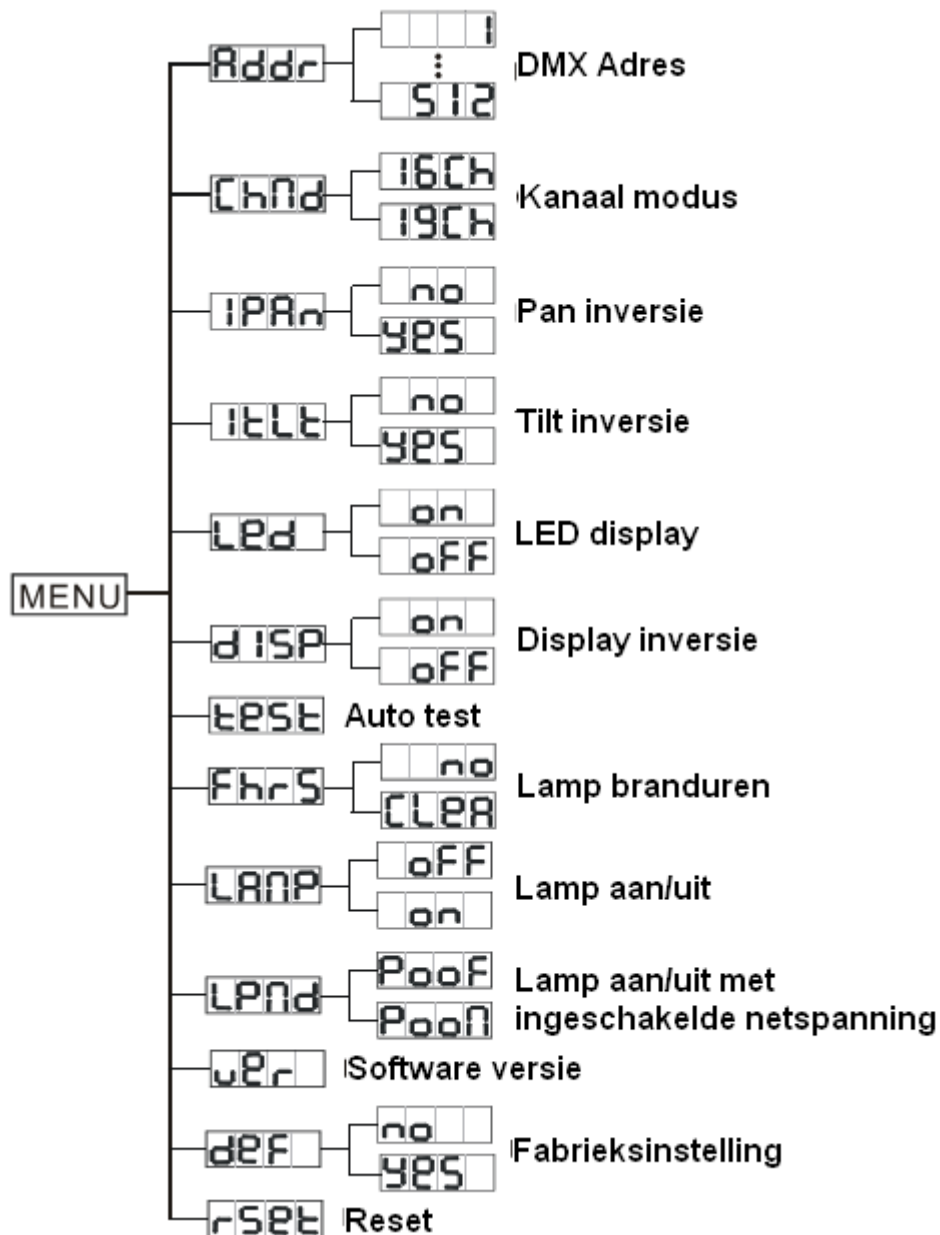 1
Addr
⋮
DMX Adres
512
16Ch
ChMd
Kanaal modus
19Ch
no
IPAn
Pan inversie
YeS
no
ItLt
Tilt inversie
YeS
on
Led
LED display
oFF
MENU
on
dISP
Display inversie
oFF
test
Auto test
no
FhrS
Lamp branduren
CLeA
oFF
LAMP
Lamp aan/uit
on
PooF
LPMd
Lamp aan/uit met
PooM
ingeschakelde netspanning
ver
Software versie
no
deF
Fabrieksinstelling
YeS
rSet
Reset